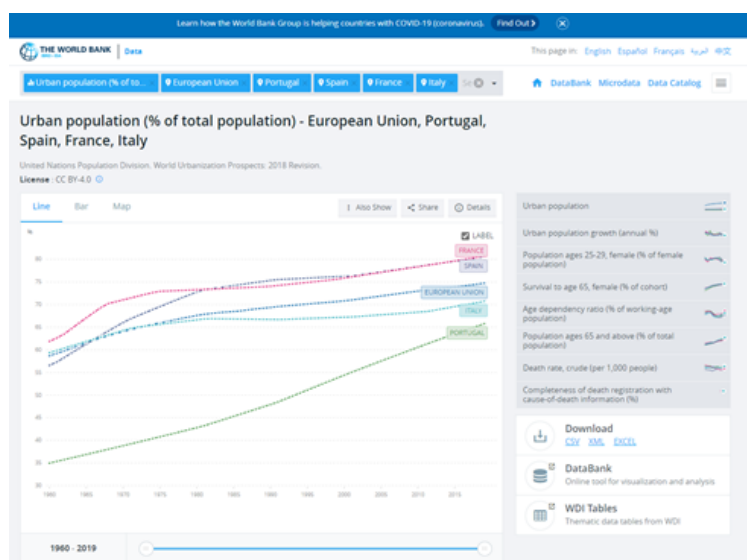 Learn how the World Bank Group is helping countries with COVID-19 (coronavirus). Find Out
THE WORLD BANK Data
This page in: English Español Français العربية 中文
Urban population (% of to... European Union Portugal Spain France Italy
DataBank Microdata Data Catalog
Urban population (% of total population) - European Union, Portugal,
Spain, France, Italy
United Nations Population Division. World Urbanization Prospects: 2018 Revision.
License : CC BY-4.0
Line Bar Map Also Show Share Details
%
LABEL
FRANCE
SPAIN
EUROPEAN UNION
ITALY
PORTUGAL
80
75
70
65
60
55
50
45
40
35
30
1960 1965 1970 1975 1980 1985 1990 1995 2000 2005 2010 2015
1960 - 2019
Urban population
Urban population growth (annual %)
Population ages 25-29, female (% of female
population)
Survival to age 65, female (% of cohort)
Age dependency ratio (% of working-age
population)
Population ages 65 and above (% of total
population)
Death rate, crude (per 1,000 people)
Completeness of death registration with
cause-of-death information (%)
Download
CSV XML EXCEL
DataBank
Online tool for visualization and analysis
WDI Tables
Thematic data tables from WDI